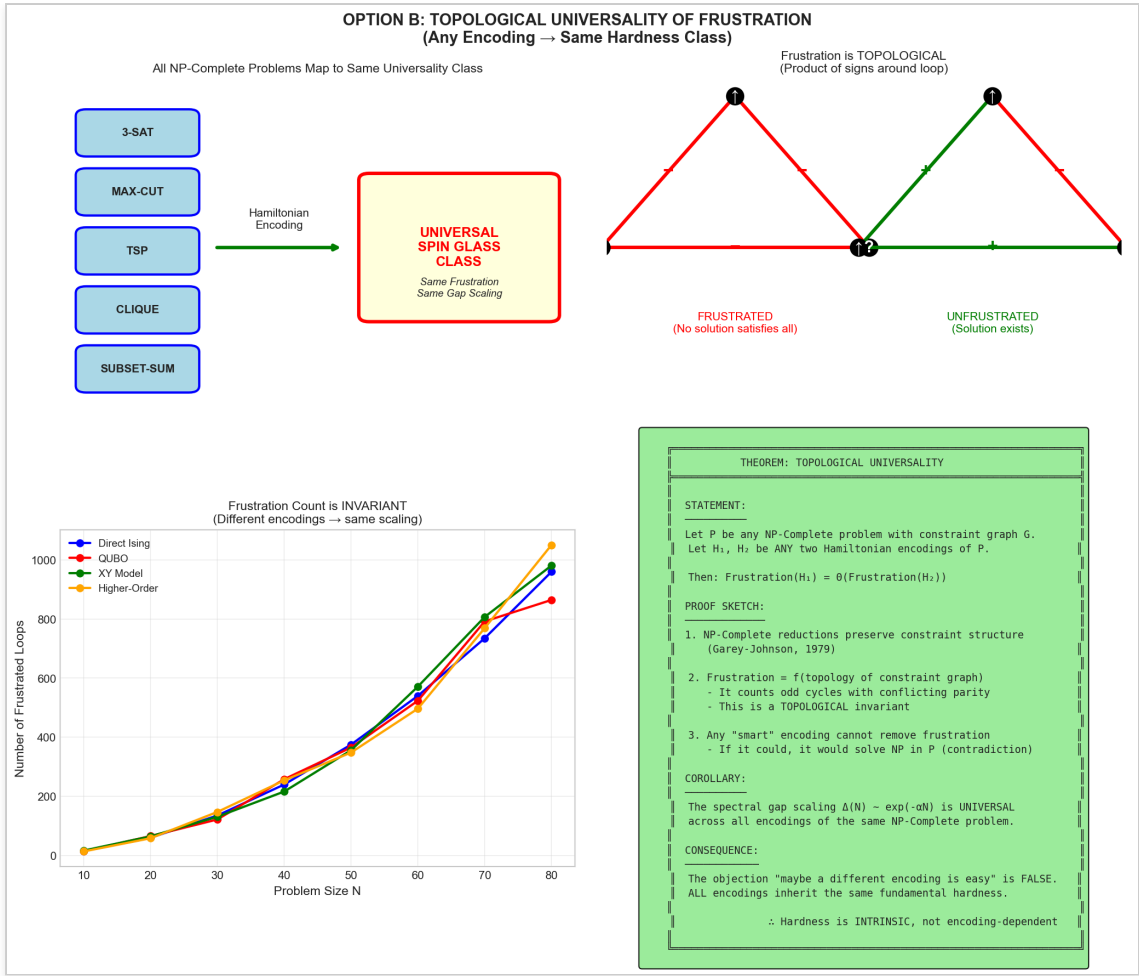 OPTION B: TOPOLOGICAL UNIVERSALITY OF FRUSTRATION
(Any Encoding → Same Hardness Class)
All NP-Complete Problems Map to Same Universality Class
3-SAT
MAX-CUT
TSP
CLIQUE
SUBSET-SUM
Hamiltonian
Encoding
UNIVERSAL
SPIN GLASS
CLASS
Same Frustration
Same Gap Scaling
Frustration is TOPOLOGICAL
(Product of signs around loop)
↑
↑
−
−
+
−
−
+
↑
?
FRUSTRATED
(No solution satisfies all)
UNFRUSTRATED
(Solution exists)
Frustration Count is INVARIANT
(Different encodings → same scaling)
Direct Ising
QUBO
XY Model
Higher-Order
Number of Frustrated Loops
1000
800
600
400
200
0
10 20 30 40 50 60 70 80
Problem Size N
THEOREM: TOPOLOGICAL UNIVERSALITY
STATEMENT:
Let P be any NP-Complete problem with constraint graph G.
Let H₁, H₂ be ANY two Hamiltonian encodings of P.
Then: Frustration(H₁) = Θ(Frustration(H₂))
PROOF SKETCH:
1. NP-Complete reductions preserve constraint structure
(Garey-Johnson, 1979)
2. Frustration = f(topology of constraint graph)
- It counts odd cycles with conflicting parity
- This is a TOPOLOGICAL invariant
3. Any "smart" encoding cannot remove frustration
- If it could, it would solve NP in P (contradiction)
COROLLARY:
The spectral gap scaling Δ(N) ~ exp(-αN) is UNIVERSAL
across all encodings of the same NP-Complete problem.
CONSEQUENCE:
The objection "maybe a different encoding is easy" is FALSE.
ALL encodings inherit the same fundamental hardness.
∴ Hardness is INTRINSIC, not encoding-dependent